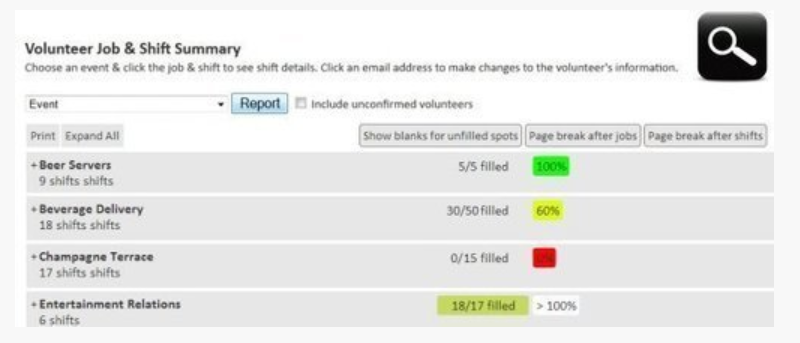 Volunteer Job & Shift Summary
Choose an event & click the job & shift to see shift details. Click an email address to make changes to the volunteer's information.
Event Report Include unconfirmed volunteers
Print Expand All Show blanks for unfilled spots Page break after jobs Page break after shifts
+ Beer Servers 5/5 filled 100%
9 shifts shifts
+ Beverage Delivery 30/50 filled 60%
18 shifts shifts
+ Champagne Terrace 0/15 filled 0%
17 shifts shifts
+ Entertainment Relations 18/17 filled > 100%
6 shifts